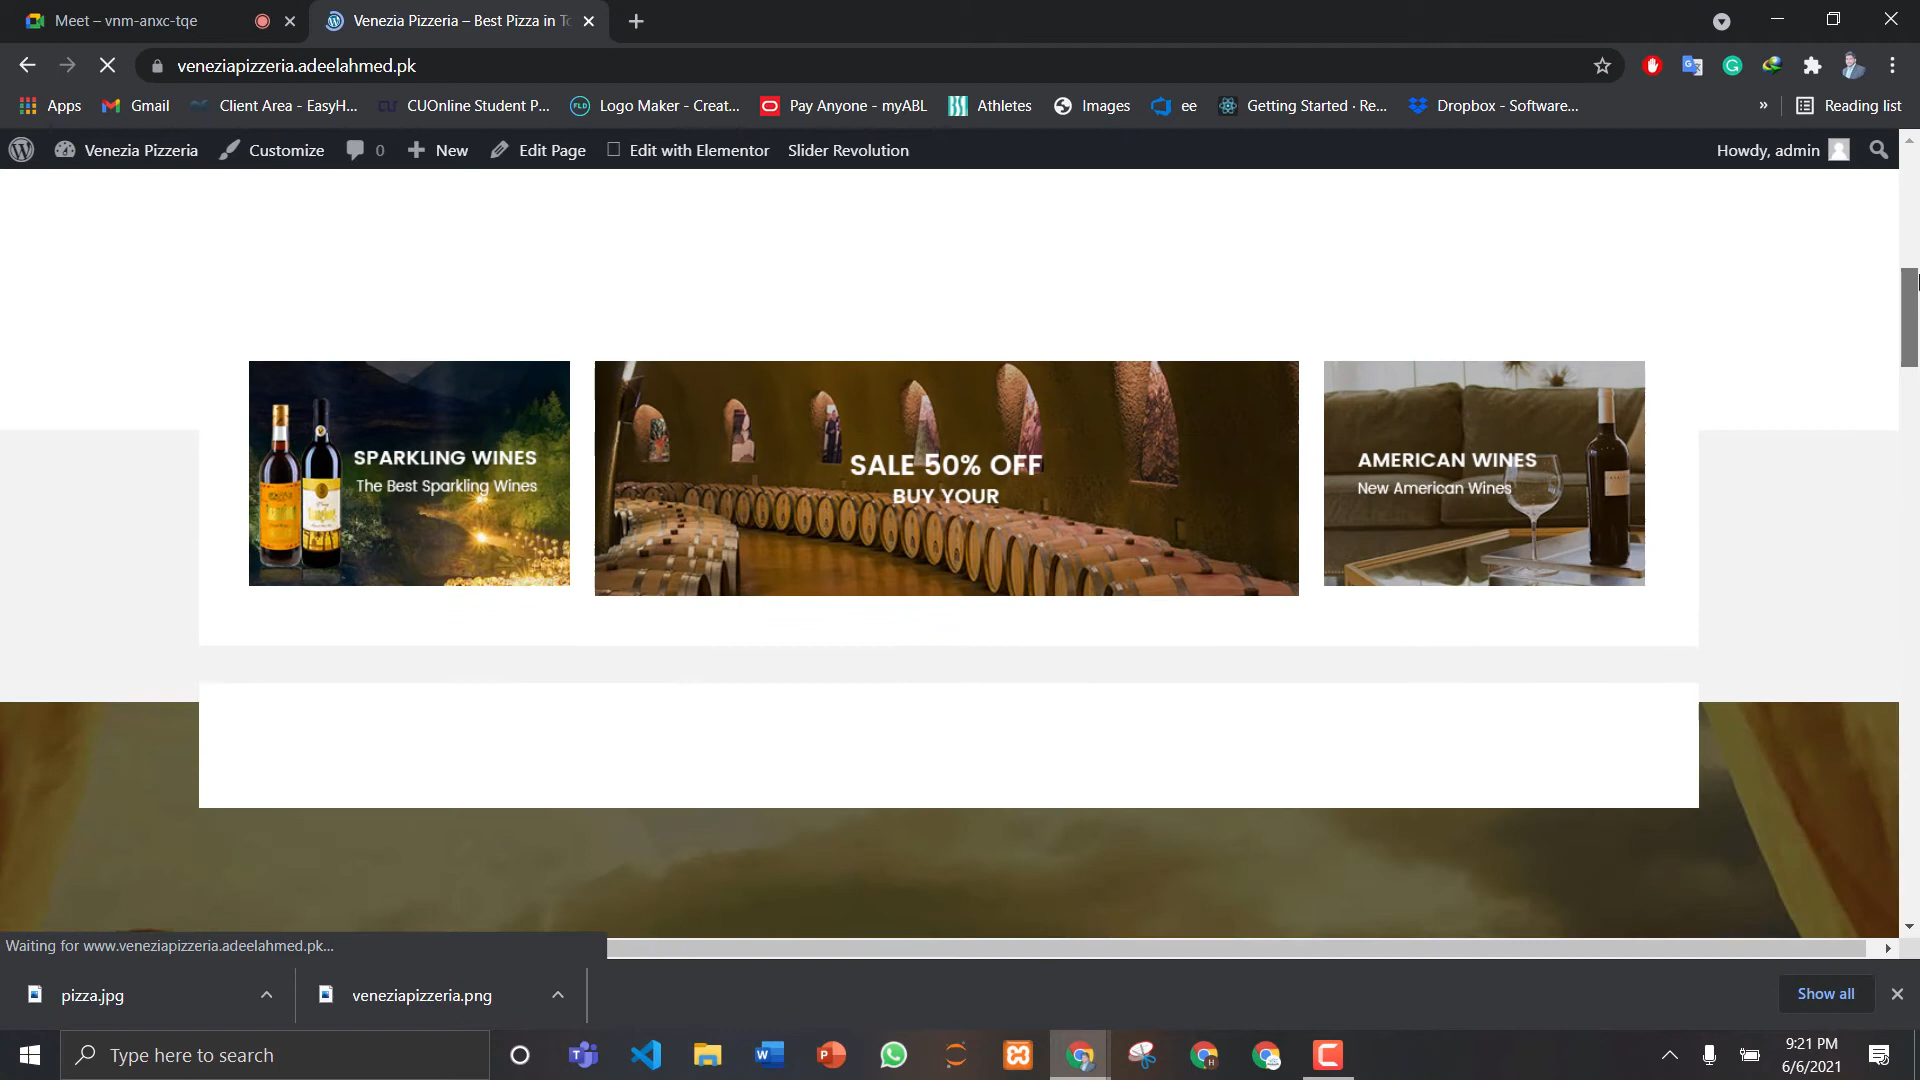 Meet – vnm-anxc-tqe
Venezia Pizzeria – Best Pizza in To
veneziapizzeria.adeelahmed.pk
Apps Gmail Client Area - EasyH... CUOnline Student P... Logo Maker - Creat... Pay Anyone - myABL Athletes Images ee Getting Started · Re... Dropbox - Software... » Reading list
Venezia Pizzeria Customize 0 New Edit Page Edit with Elementor Slider Revolution Howdy, admin
SPARKLING WINES
The Best Sparkling Wines
SALE 50% OFF
BUY YOUR
AMERICAN WINES
New American Wines
Waiting for www.veneziapizzeria.adeelahmed.pk...
pizza.jpg veneziapizzeria.png Show all
Type here to search
9:21 PM
6/6/2021